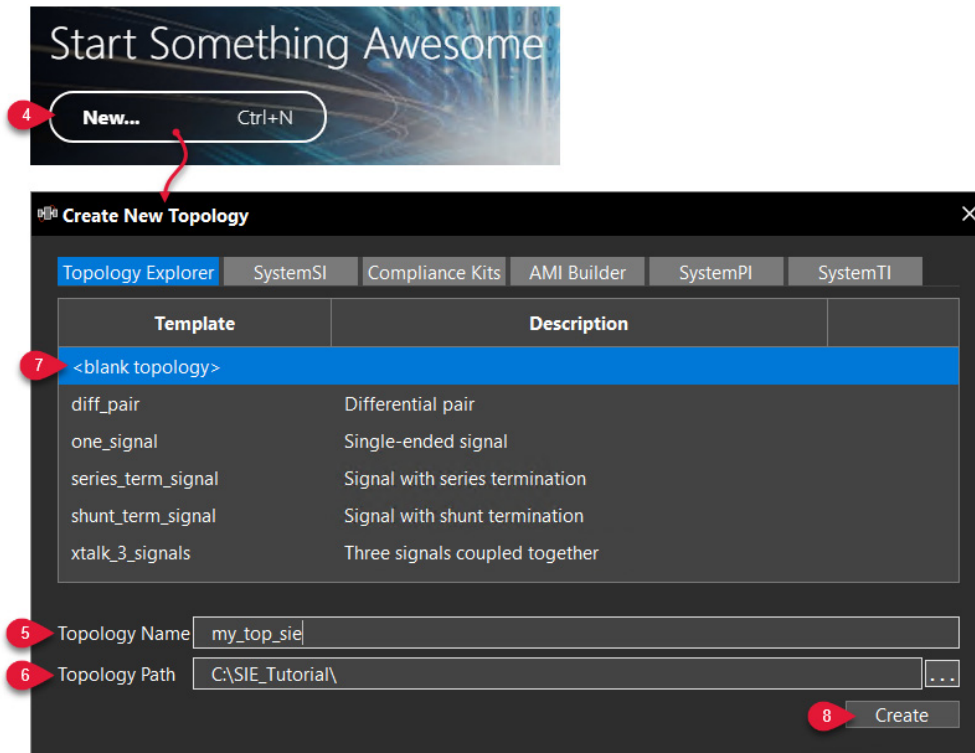 Start Something Awesome
4 New... Ctrl+N
Create New Topology
Topology Explorer SystemSI Compliance Kits AMI Builder SystemPI SystemTI
Template Description
7 <blank topology>
diff_pair Differential pair
one_signal Single-ended signal
series_term_signal Signal with series termination
shunt_term_signal Signal with shunt termination
xtalk_3_signals Three signals coupled together
5 Topology Name my_top_sie
6 Topology Path C:\SIE_Tutorial\ ...
8 Create